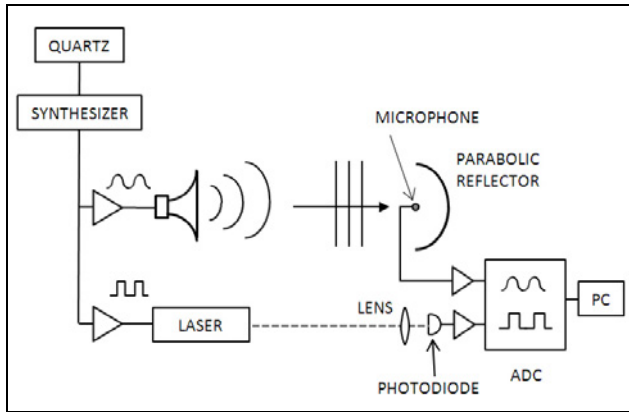 QUARTZ
SYNTHESIZER
MICROPHONE
PARABOLIC
REFLECTOR
LASER
LENS
PC
PHOTODIODE
ADC